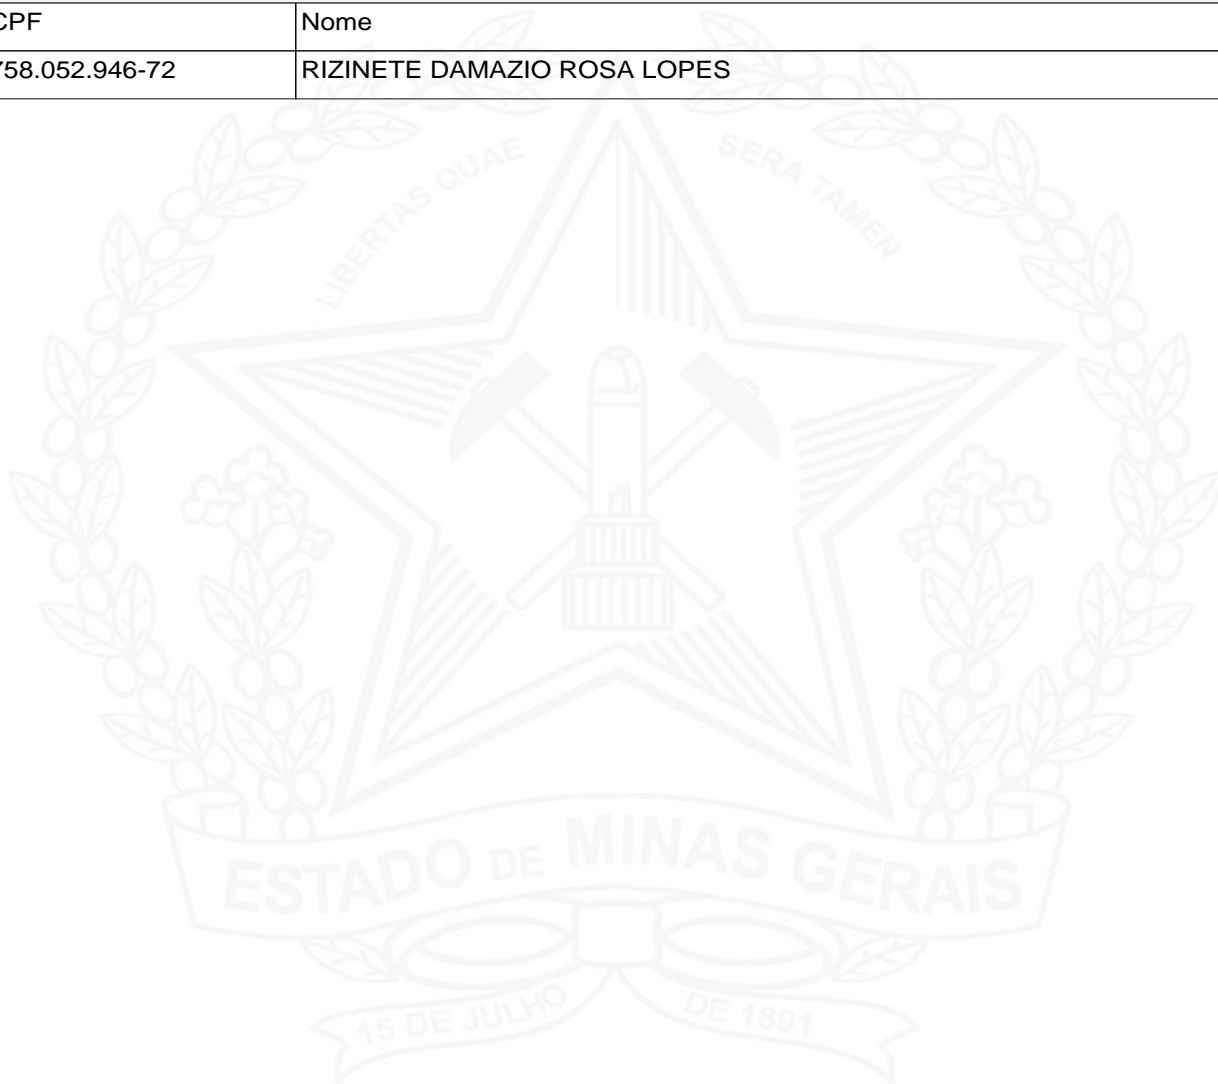 CPF Nome
758.052.946-72 RIZINETE DAMAZIO ROSA LOPES
LIBERTAS QUAE SERA TAMEN
ESTADO DE MINAS GERAIS
15 DE JULHO DE 1891